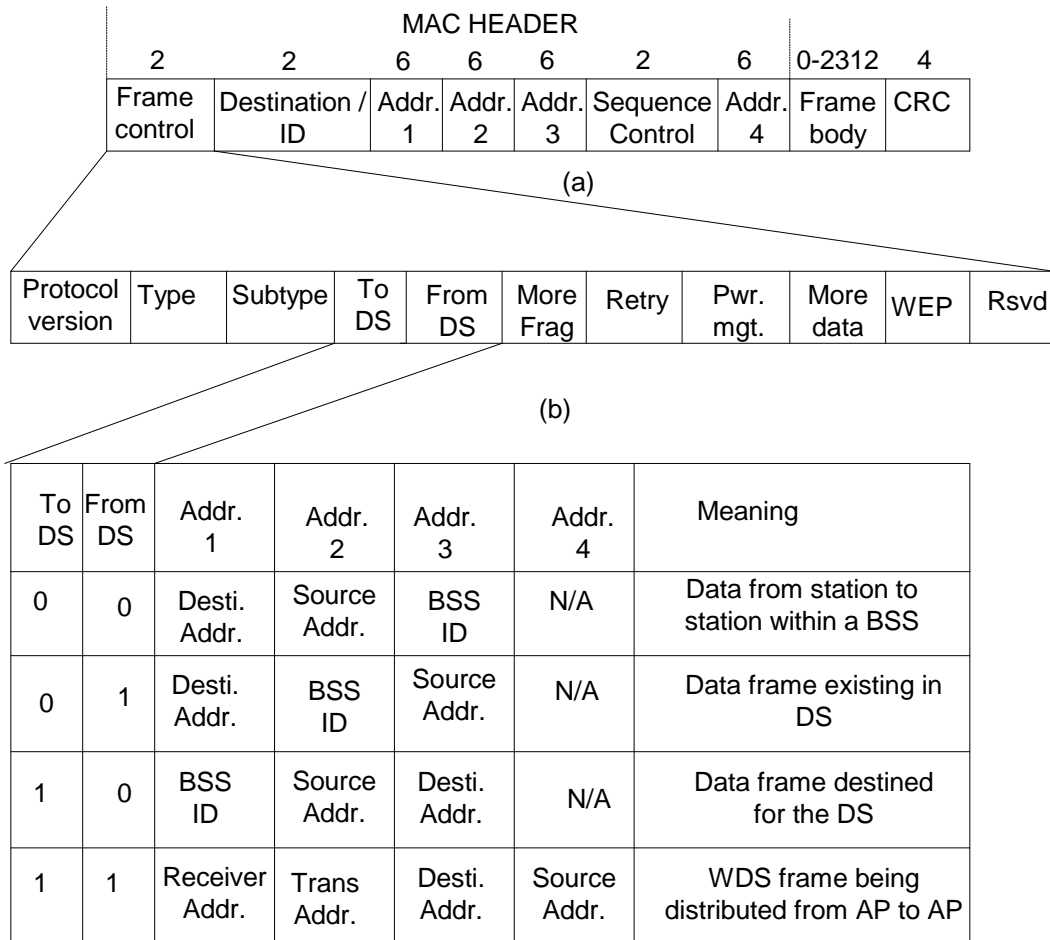 MAC HEADER
2 2 6 6 6 2 6 0-2312 4
Frame control
Destination / ID
Addr. 1
Addr. 2
Addr. 3
Sequence Control
Addr. 4
Frame body
CRC
(a)
Protocol version
Type
Subtype
To DS
From DS
More Frag
Retry
Pwr. mgt.
More data
WEP
Rsvd
(b)
To DS
From DS
Addr. 1
Addr. 2
Addr. 3
Addr. 4
Meaning
0
0
Desti. Addr.
Source Addr.
BSS ID
N/A
Data from station to
station within a BSS
0
1
Desti. Addr.
BSS ID
Source Addr.
N/A
Data frame existing in
DS
1
0
BSS ID
Source Addr.
Desti. Addr.
N/A
Data frame destined
for the DS
1
1
Receiver Addr.
Trans Addr.
Desti. Addr.
Source Addr.
WDS frame being
distributed from AP to AP